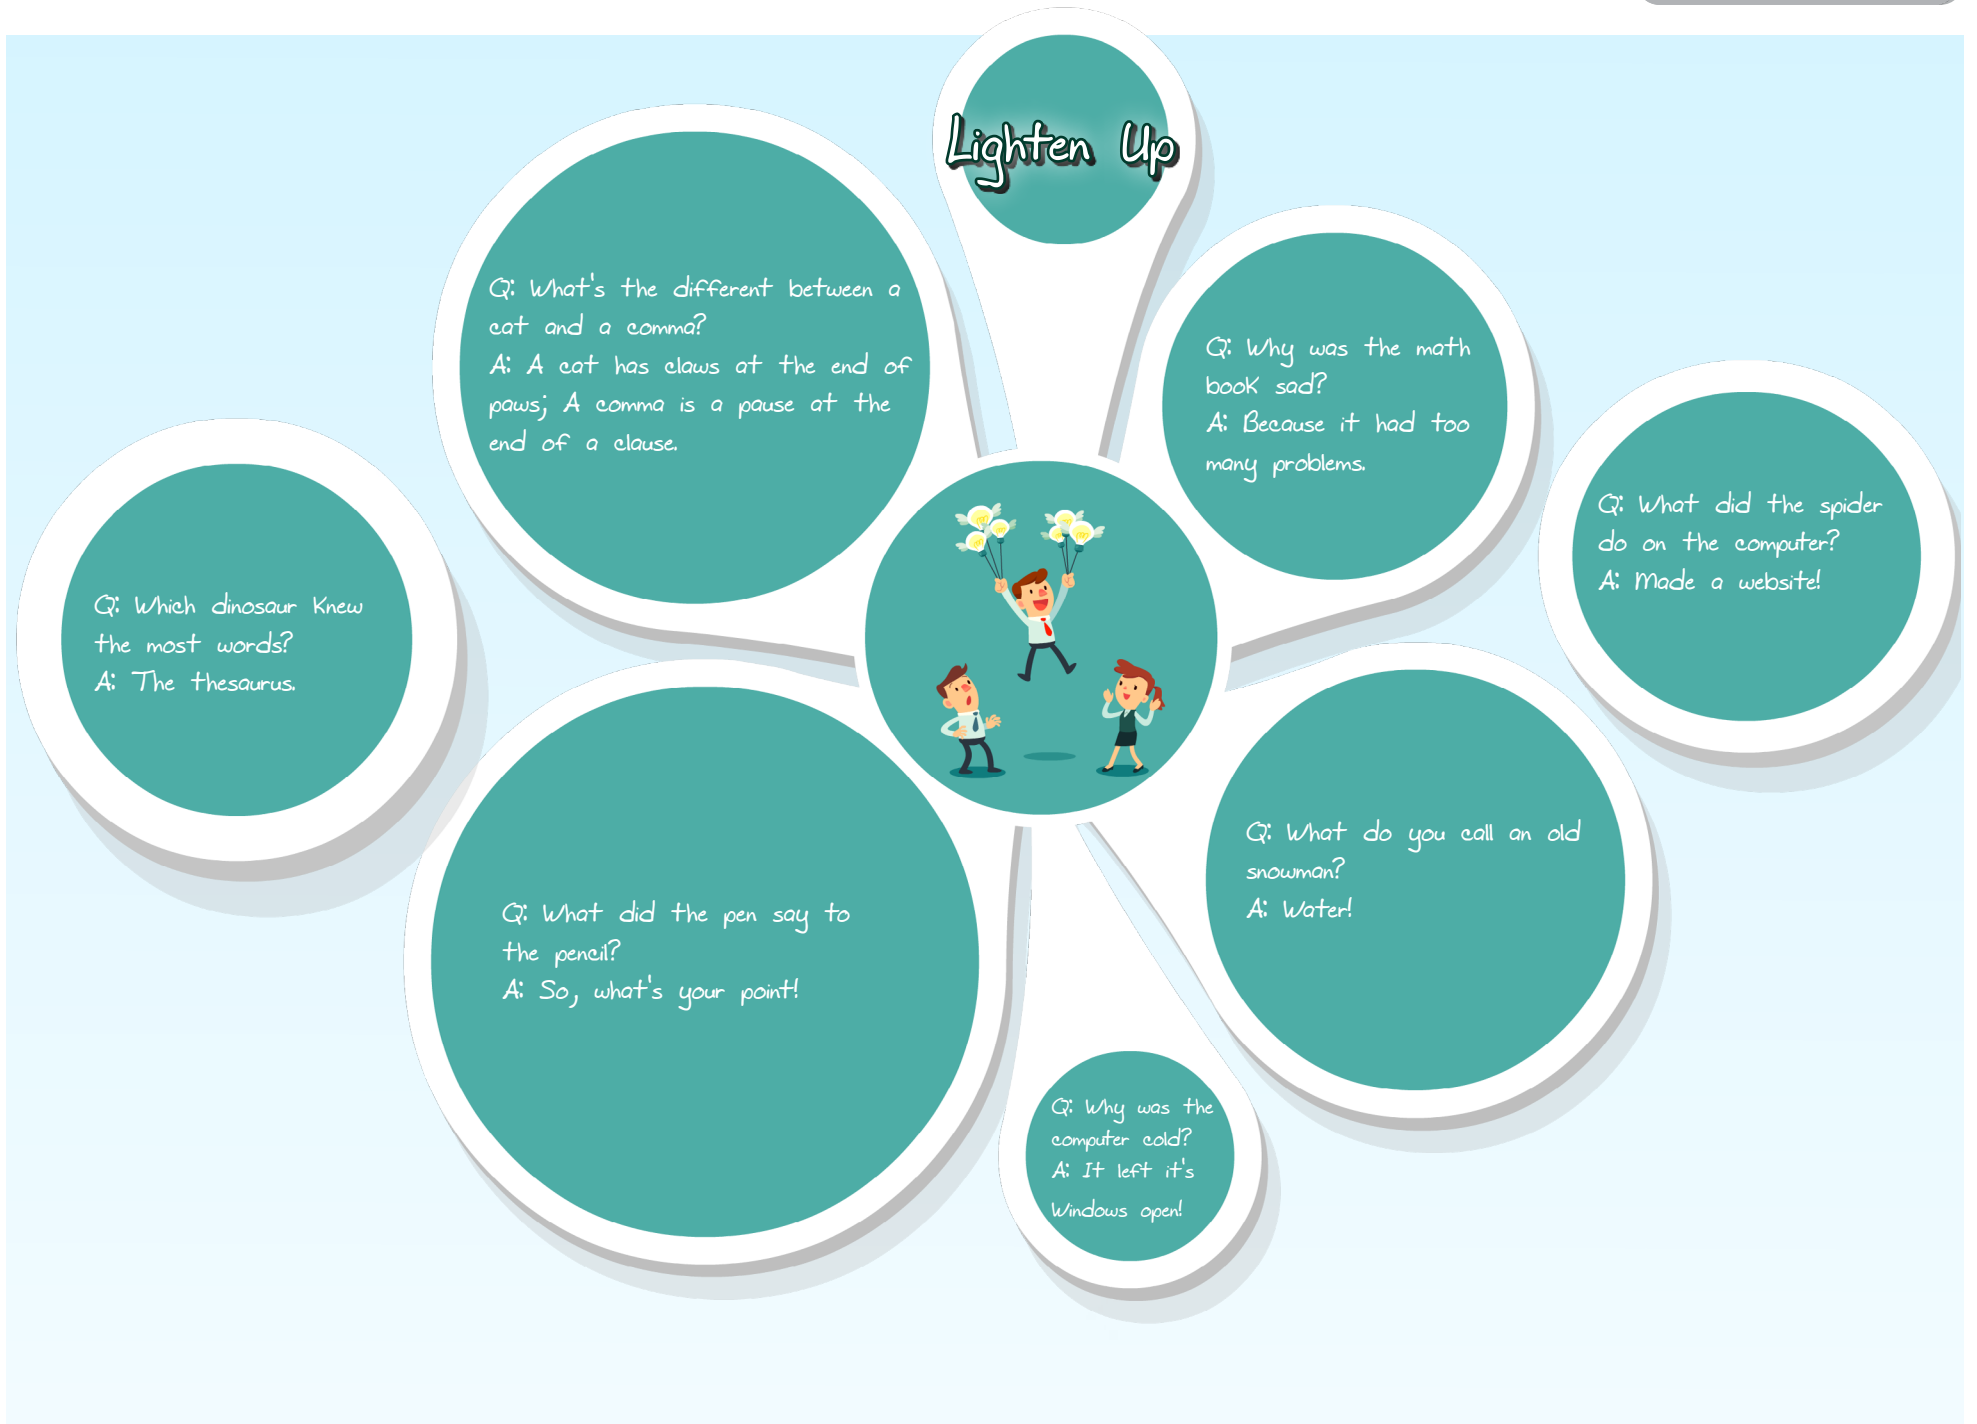 Lighten Up
Q: What's the different between a
cat and a comma?
A: A cat has claws at the end of
paws; A comma is a pause at the
end of a clause.
Q: Why was the math
book sad?
A: Because it had too
many problems.
Q: What did the spider
do on the computer?
A: Made a website!
Q: Which dinosaur knew
the most words?
A: The thesaurus.
Q: What do you call an old
snowman?
A: Water!
Q: What did the pen say to
the pencil?
A: So, what's your point!
Q: Why was the
computer cold?
A: It left it's
Windows open!